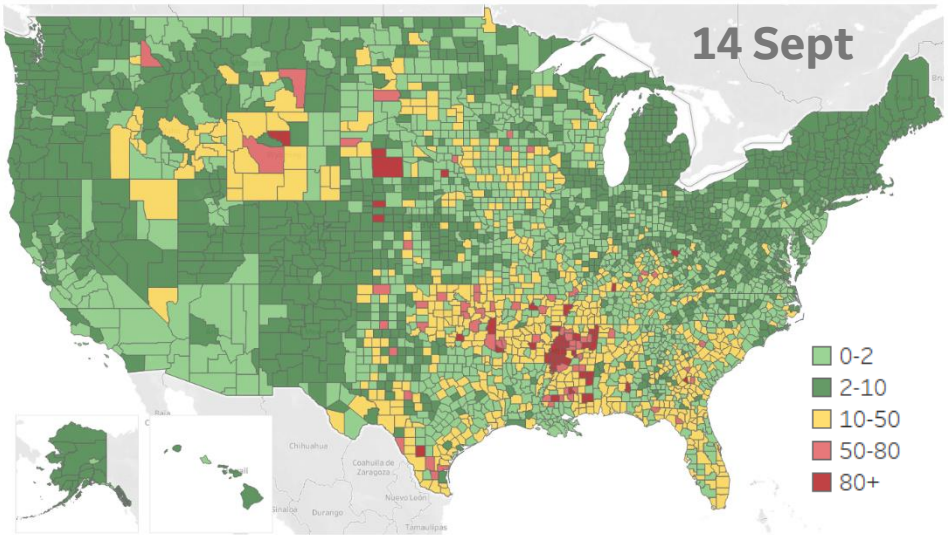 14 Sept
0-2
2-10
10-50
50-80
80+
Chihuahua
Coahuila de
Zaragoza
Nuevo León
Sinaloa
Durango
Tamaulipas
Baja